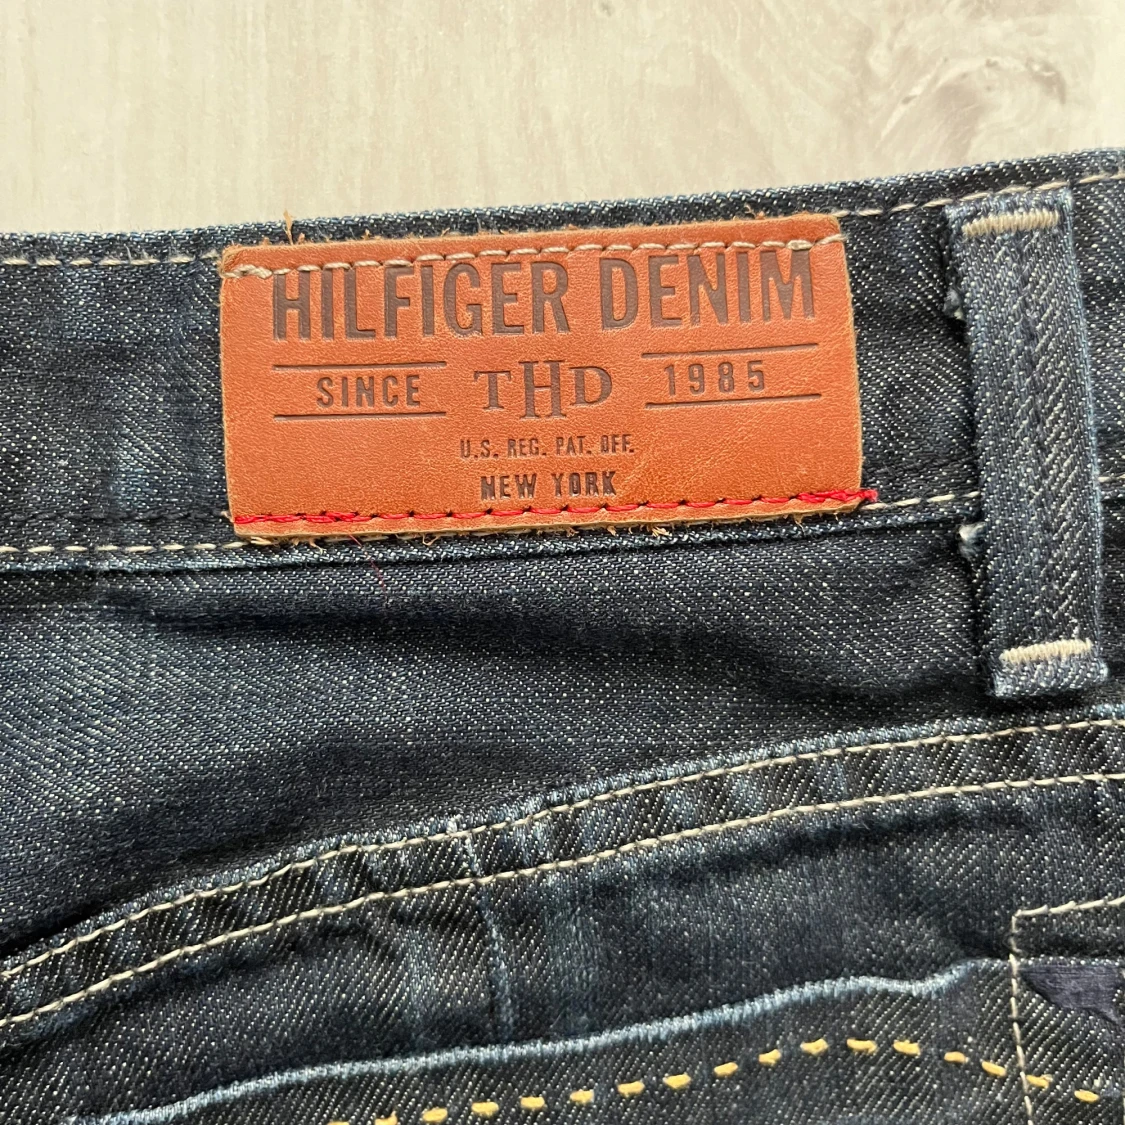 HILFIGER DENIM
SINCE THD 1985
U.S. REG. PAT. OFF.
NEW YORK